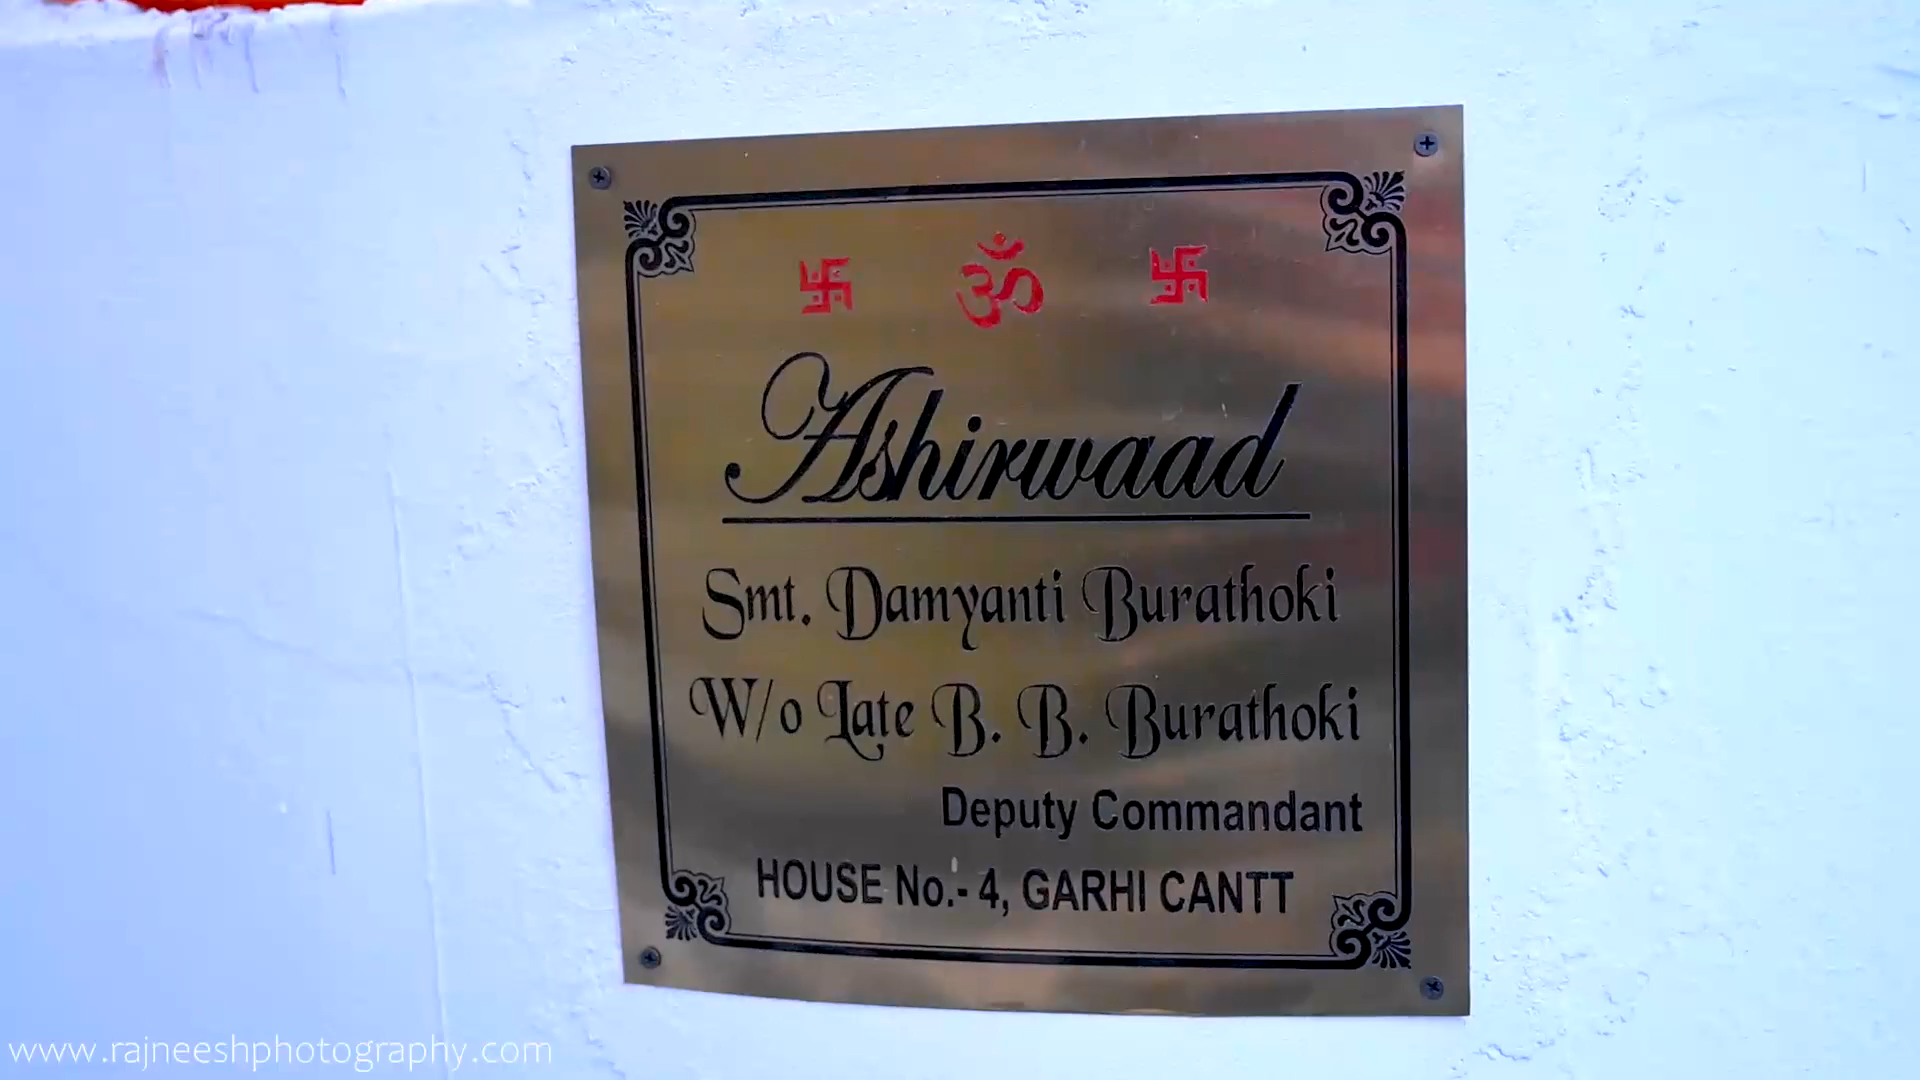 卐 ॐ 卐
Ashirwaad
Smt. Damyanti Burathoki
W/o Late B. B. Burathoki
Deputy Commandant
HOUSE No.- 4, GARHI CANTT
www.rajneeshphotography.com